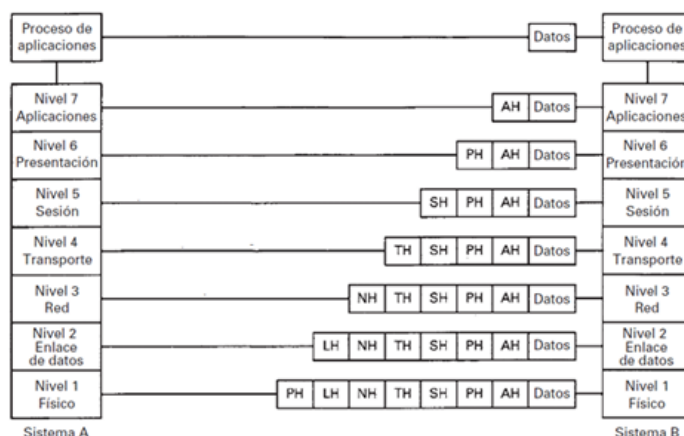 Proceso de
aplicaciones
Datos
Proceso de
aplicaciones
Nivel 7
Aplicaciones
AH Datos
Nivel 7
Aplicaciones
Nivel 6
Presentación
PH AH Datos
Nivel 6
Presentación
Nivel 5
Sesión
SH PH AH Datos
Nivel 5
Sesión
Nivel 4
Transporte
TH SH PH AH Datos
Nivel 4
Transporte
Nivel 3
Red
NH TH SH PH AH Datos
Nivel 3
Red
Nivel 2
Enlace
de datos
LH NH TH SH PH AH Datos
Nivel 2
Enlace
de datos
Nivel 1
Físico
PH LH NH TH SH PH AH Datos
Nivel 1
Físico
Sistema A
Sistema B